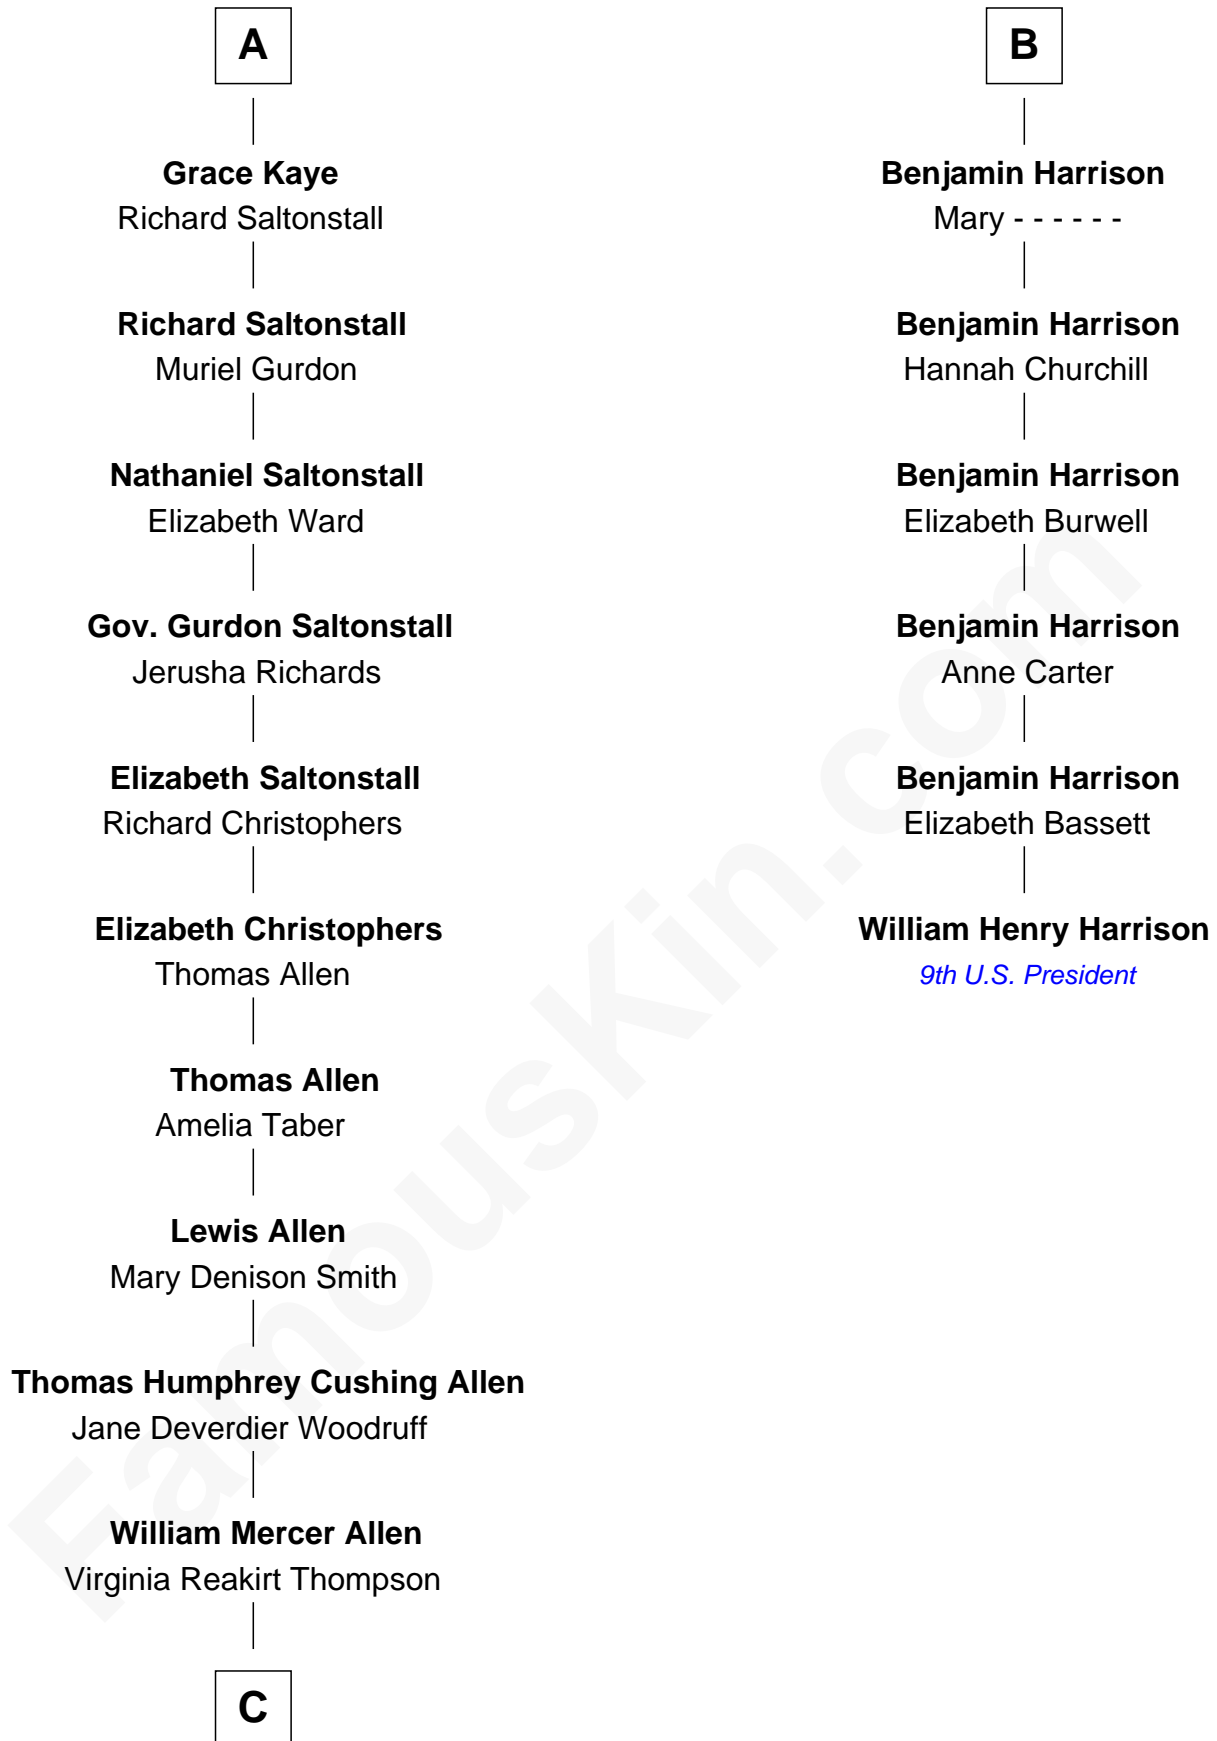 A
Grace Kaye
Richard Saltonstall
Richard Saltonstall
Muriel Gurdon
Nathaniel Saltonstall
Elizabeth Ward
Gov. Gurdon Saltonstall
Jerusha Richards
Elizabeth Saltonstall
Richard Christophers
Elizabeth Christophers
Thomas Allen
Thomas Allen
Amelia Taber
Lewis Allen
Mary Denison Smith
Thomas Humphrey Cushing Allen
Jane Deverdier Woodruff
William Mercer Allen
Virginia Reakirt Thompson
C
B
Benjamin Harrison
Mary - - - - - -
Benjamin Harrison
Hannah Churchill
Benjamin Harrison
Elizabeth Burwell
Benjamin Harrison
Anne Carter
Benjamin Harrison
Elizabeth Bassett
William Henry Harrison
9th U.S. President
FamousKin.com